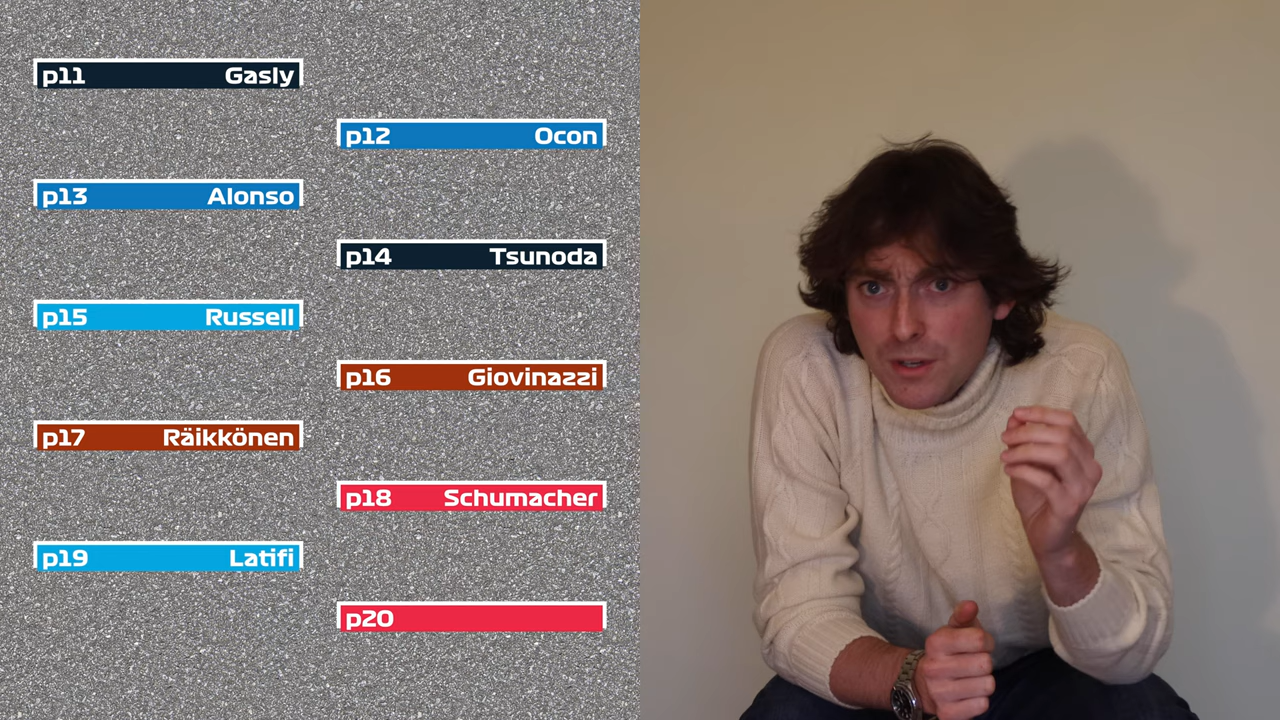 p11 Gasly
p12 Ocon
p13 Alonso
p14 Tsunoda
p15 Russell
p16 Giovinazzi
p17 Räikkönen
p18 Schumacher
p19 Latifi
p20